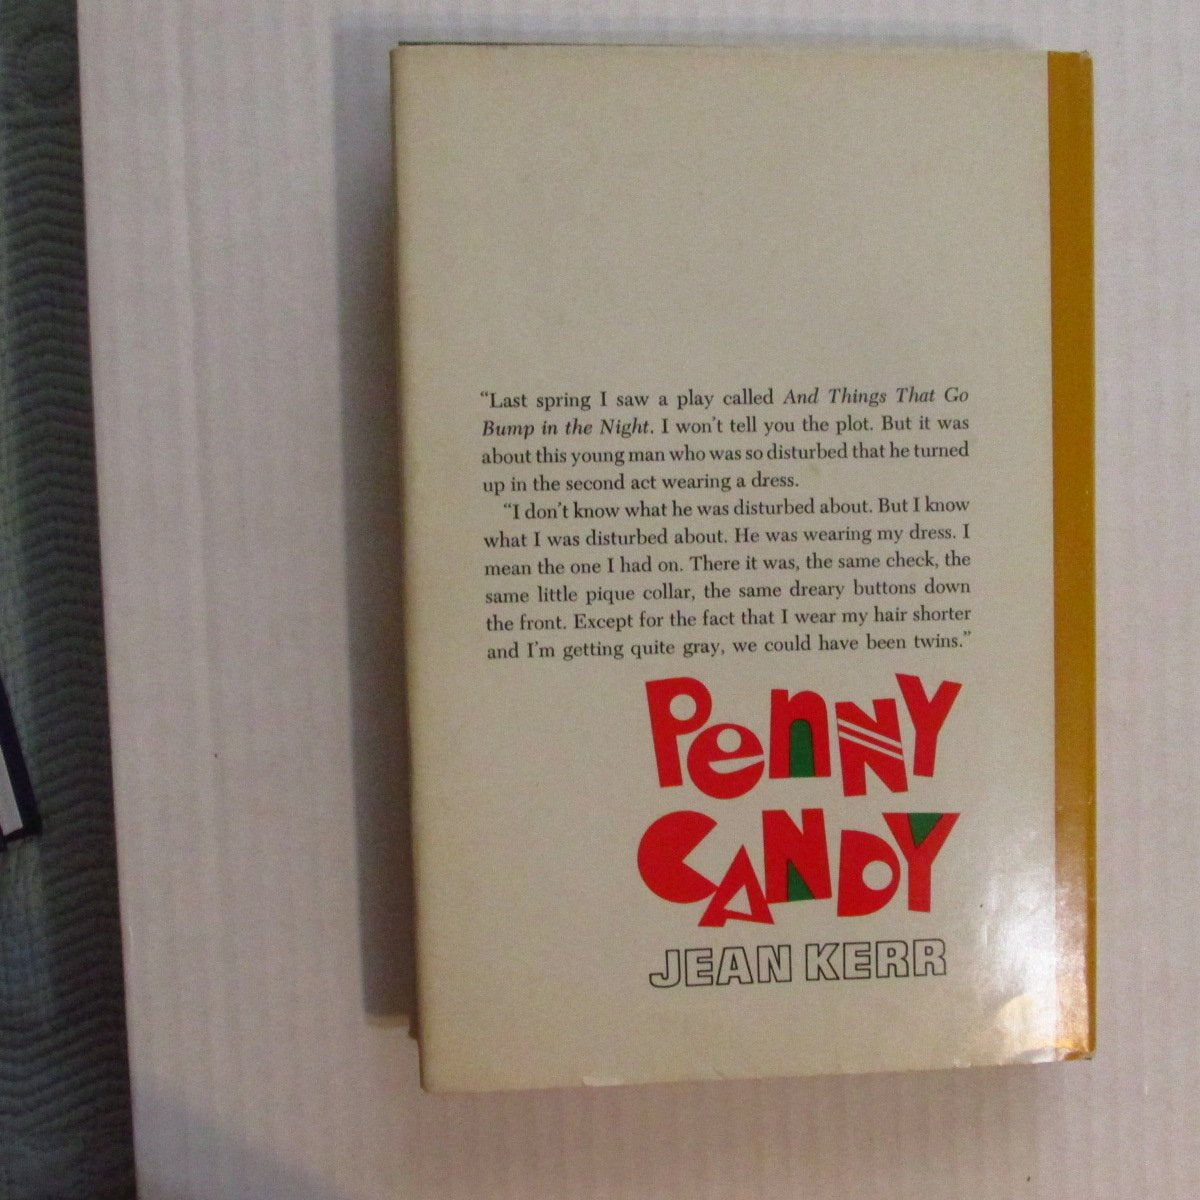 “Last spring I saw a play called And Things That Go
Bump in the Night. I won’t tell you the plot. But it was
about this young man who was so disturbed that he turned
up in the second act wearing a dress.
“I don’t know what he was disturbed about. But I know
what I was disturbed about. He was wearing my dress. I
mean the one I had on. There it was, the same check, the
same little pique collar, the same dreary buttons down
the front. Except for the fact that I wear my hair shorter
and I’m getting quite gray, we could have been twins.”
PeNNY
CANDY
JEAN KERR